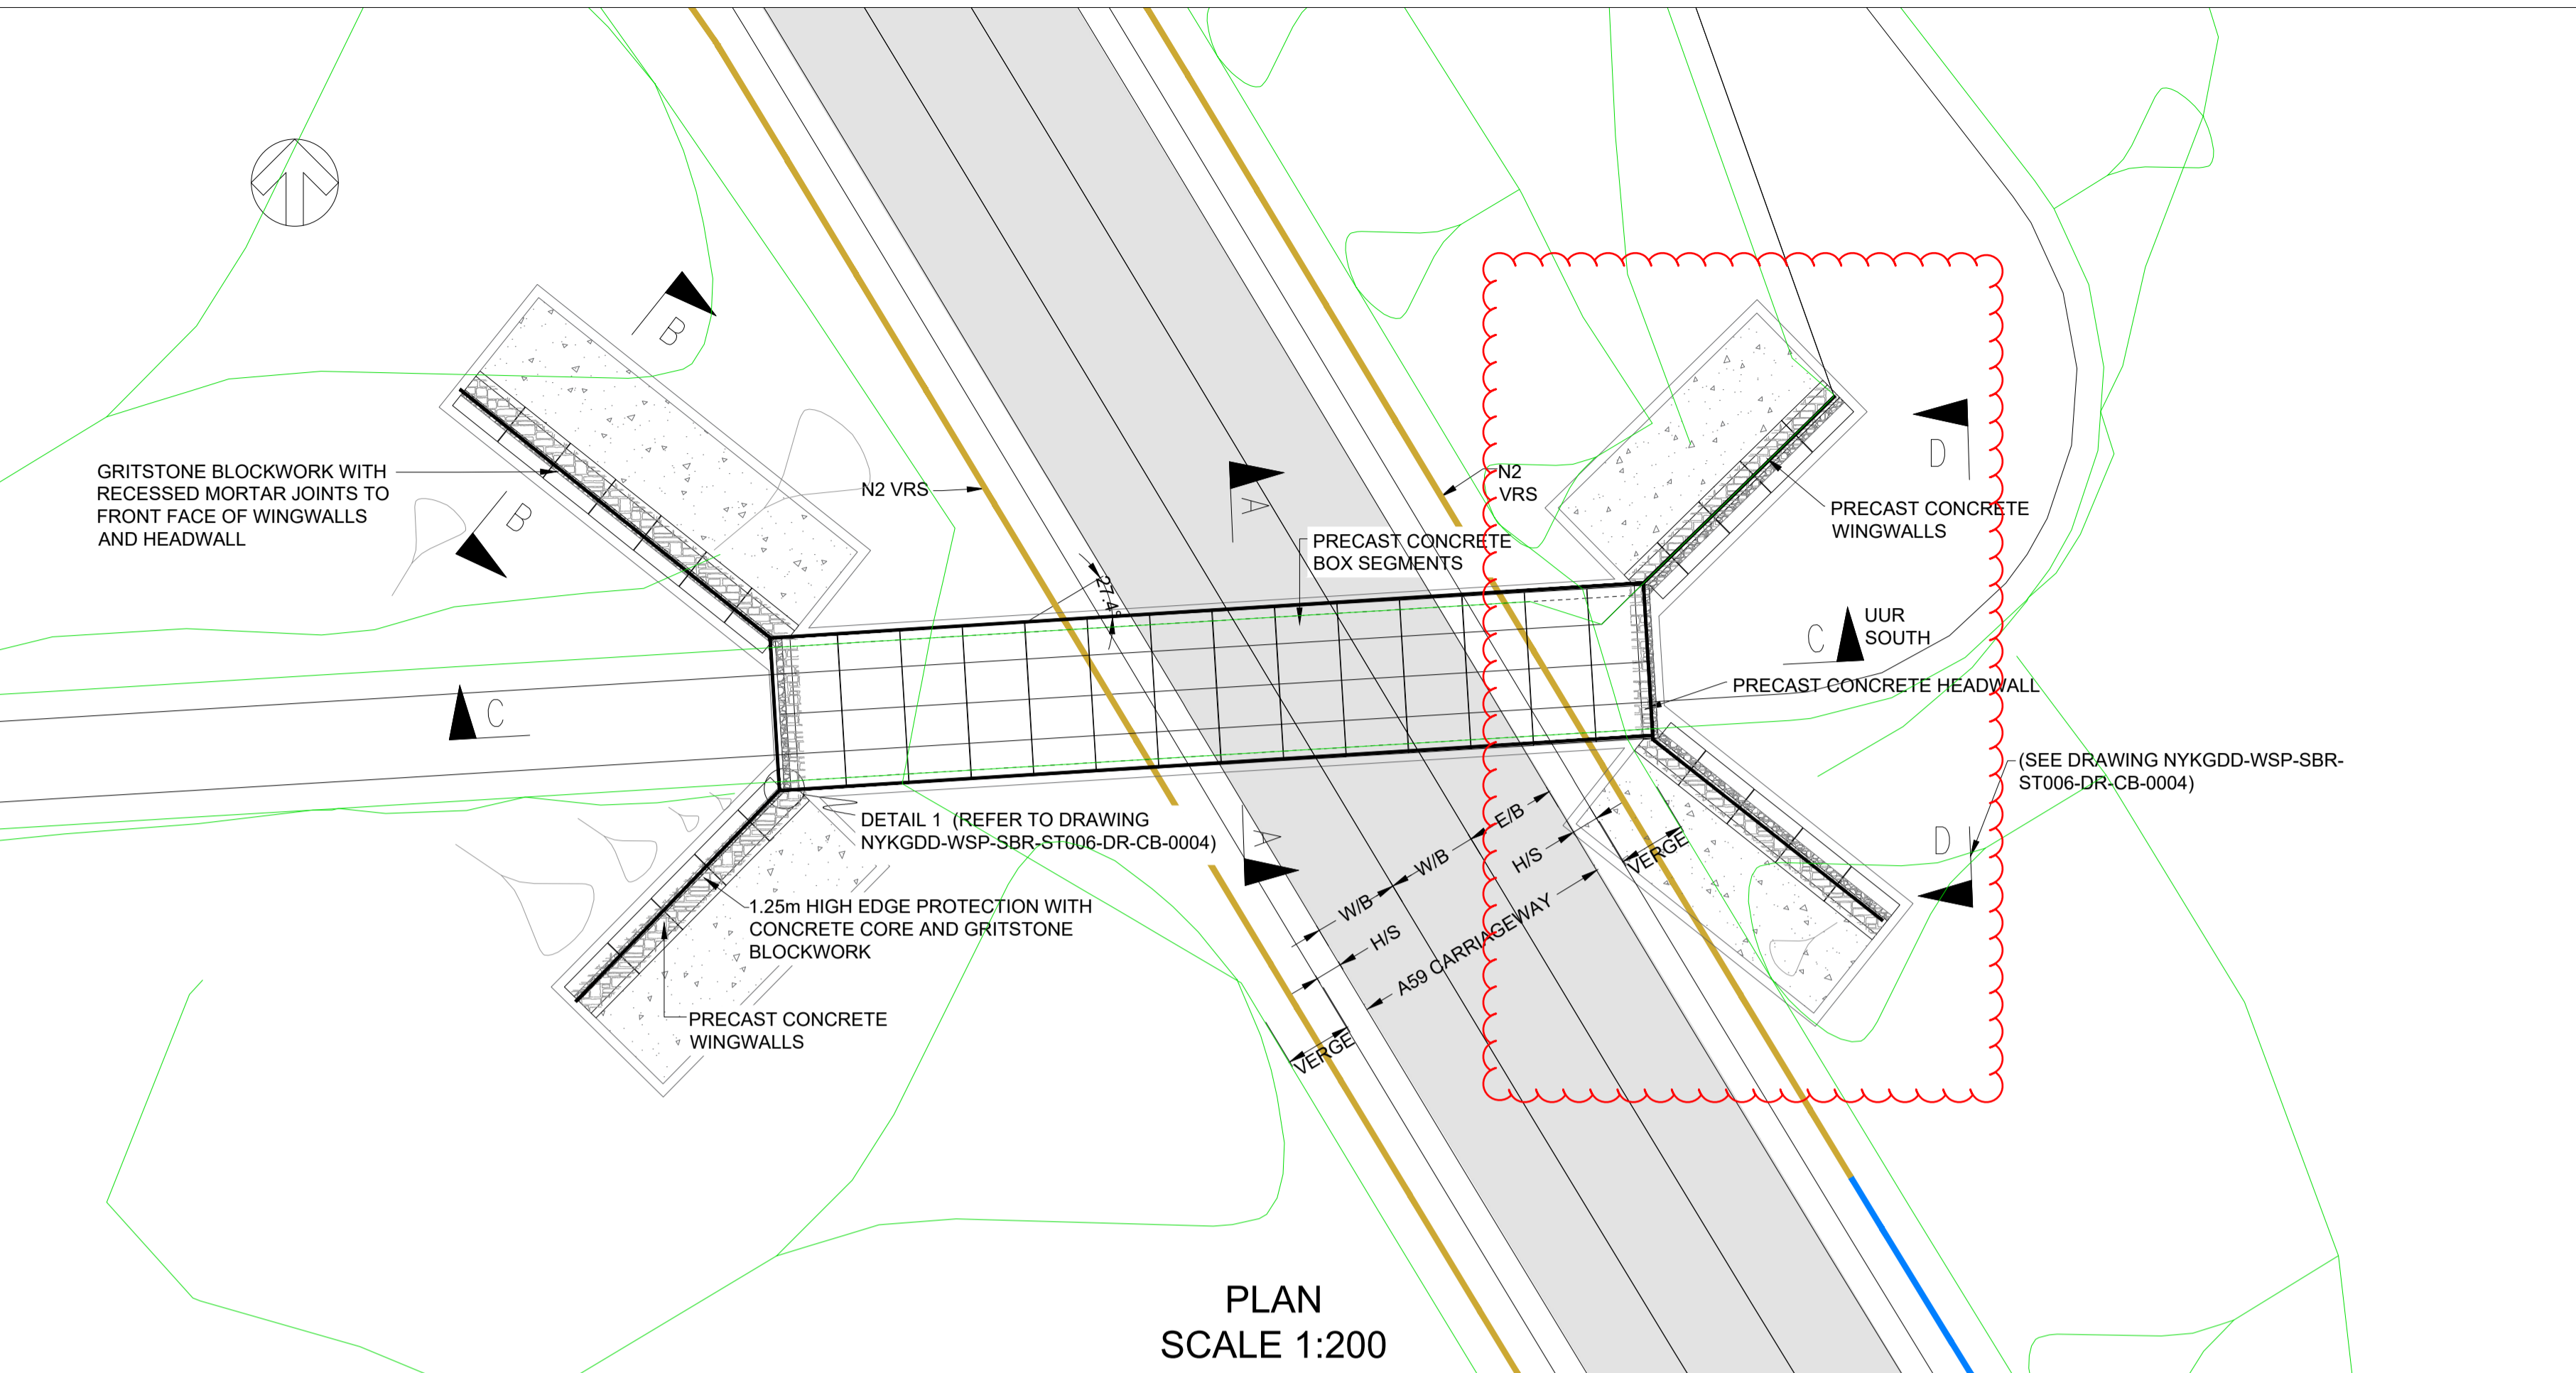 B
GRITSTONE BLOCKWORK WITH
RECESSED MORTAR JOINTS TO
FRONT FACE OF WINGWALLS
AND HEADWALL
B
N2 VRS
A
N2
VRS
D
PRECAST CONCRETE
WINGWALLS
PRECAST CONCRETE
BOX SEGMENTS
27.4°
C
UUR
SOUTH
C
PRECAST CONCRETE HEADWALL
(SEE DRAWING NYKGDD-WSP-SBR-
ST006-DR-CB-0004)
DETAIL 1 (REFER TO DRAWING
NYKGDD-WSP-SBR-ST006-DR-CB-0004)
A
D
E/B
W/B
W/B
H/S
H/S
VERGE
A59 CARRIAGEWAY
VERGE
1.25m HIGH EDGE PROTECTION WITH
CONCRETE CORE AND GRITSTONE
BLOCKWORK
PRECAST CONCRETE
WINGWALLS
PLAN
SCALE 1:200